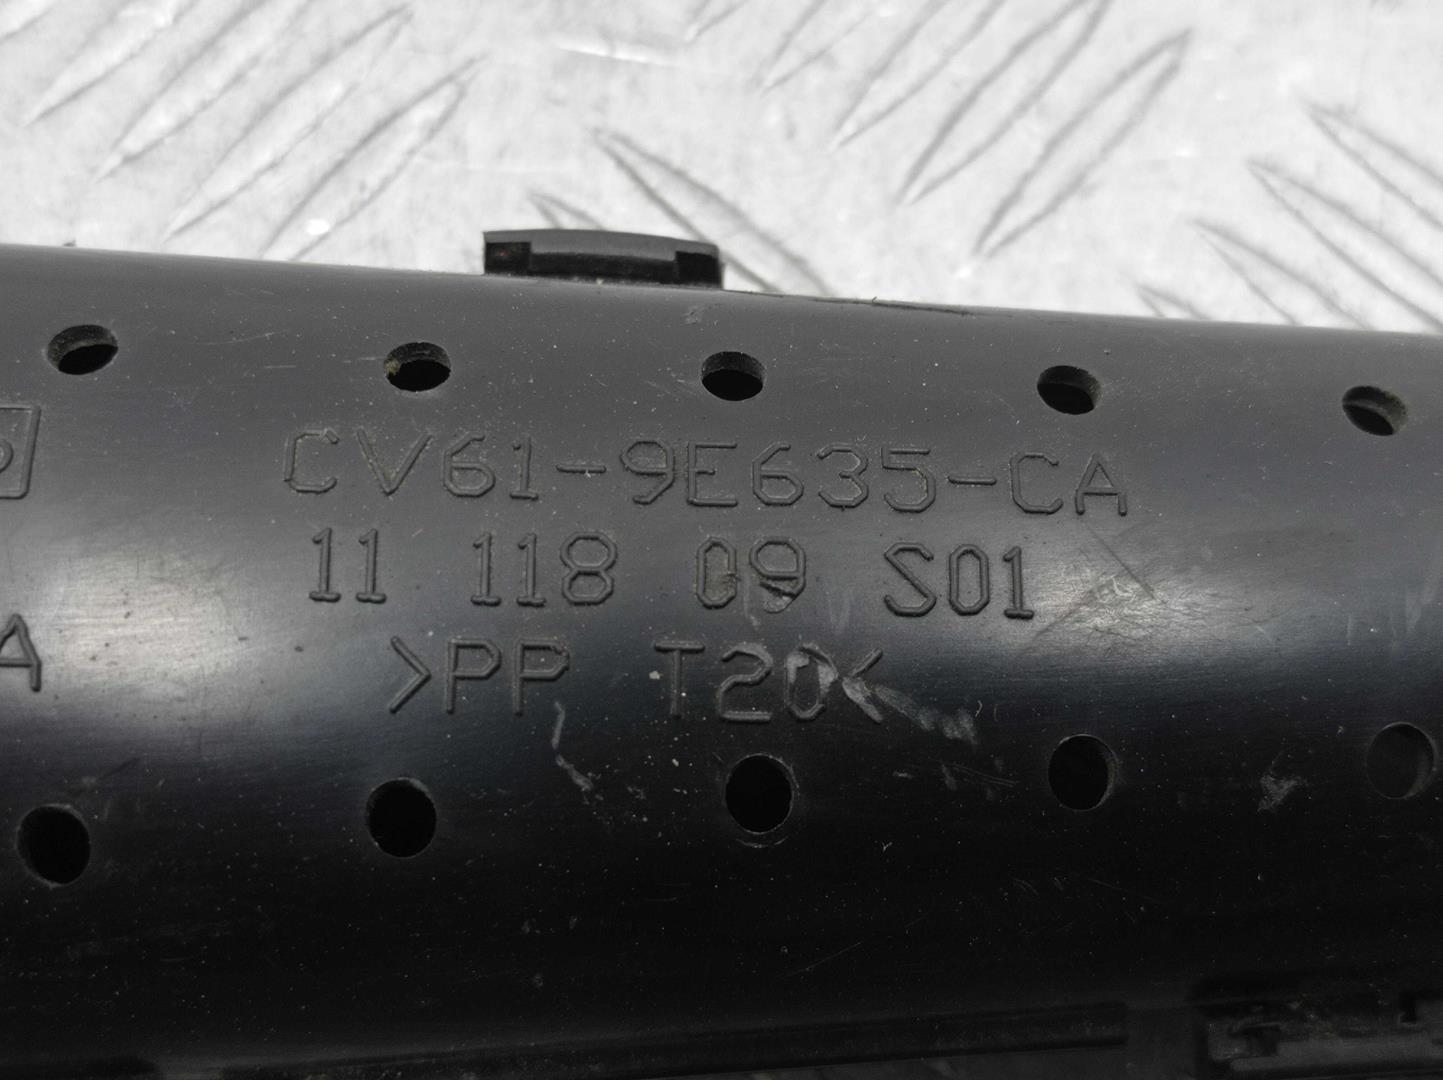 CV61-9E635-CA
11 118 09 S01
A
>PP T20<